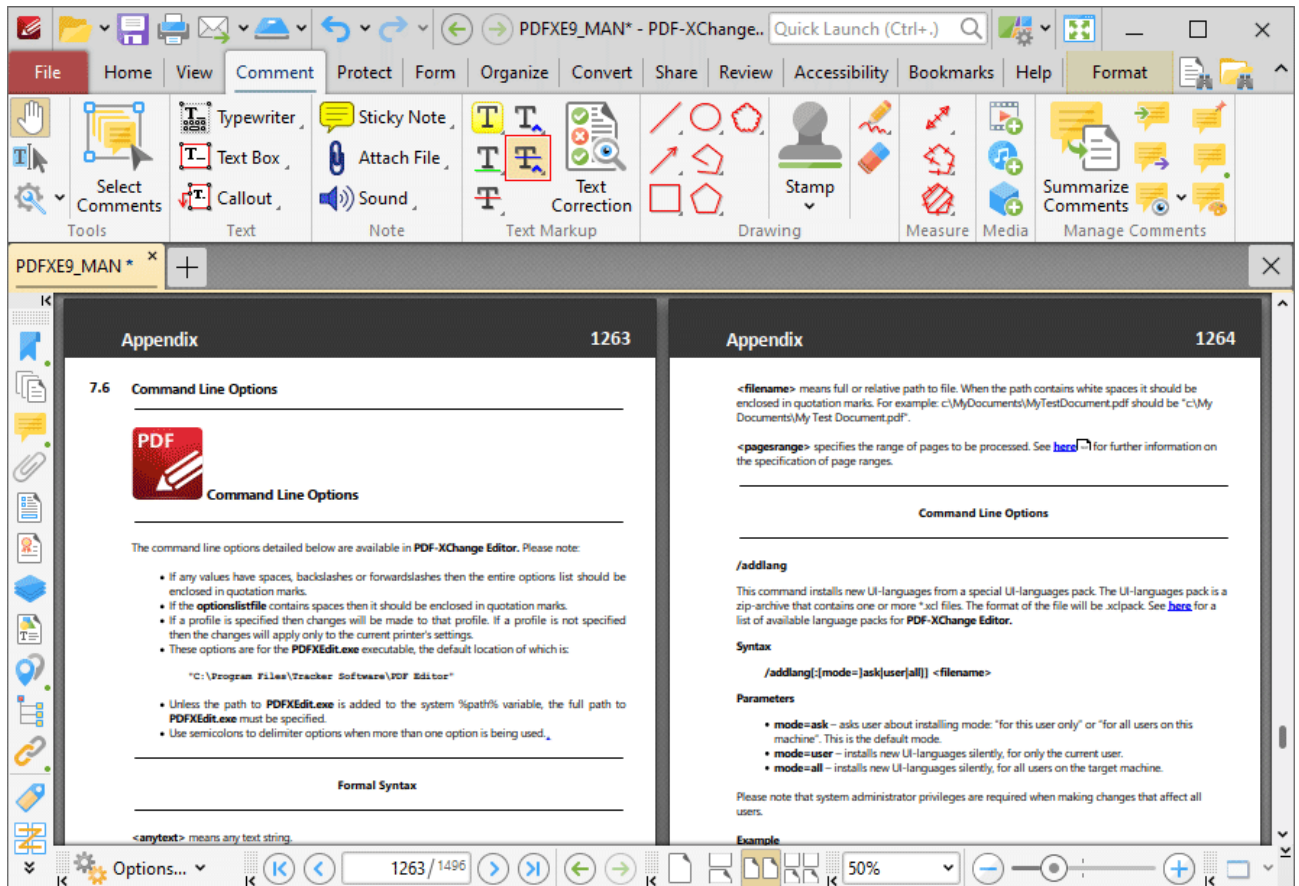 PDFXE9_MAN* - PDF-XChange.. Quick Launch (Ctrl+.)
File Home View Comment Protect Form Organize Convert Share Review Accessibility Bookmarks Help Format
Typewriter Sticky Note
Text Box Attach File
Select Comments Callout Sound Text Correction Stamp Summarize Comments
Tools Text Note Text Markup Drawing Measure Media Manage Comments
PDFXE9_MAN *
Appendix 1263
7.6 Command Line Options
PDF
Command Line Options
The command line options detailed below are available in PDF-XChange Editor. Please note:
• If any values have spaces, backslashes or forwardslashes then the entire options list should be
enclosed in quotation marks.
• If the optionslistfile contains spaces then it should be enclosed in quotation marks.
• If a profile is specified then changes will be made to that profile. If a profile is not specified
then the changes will apply only to the current printer's settings.
• These options are for the PDFXEdit.exe executable, the default location of which is:
"C:\Program Files\Tracker Software\PDF Editor"
• Unless the path to PDFXEdit.exe is added to the system %path% variable, the full path to
PDFXEdit.exe must be specified.
• Use semicolons to delimiter options when more than one option is being used.
Formal Syntax
<anytext> means any text string.
Appendix 1264
<filename> means full or relative path to file. When the path contains white spaces it should be
enclosed in quotation marks. For example: c:\MyDocuments\MyTestDocument.pdf should be "c:\My
Documents\My Test Document.pdf".
<pagesrange> specifies the range of pages to be processed. See here for further information on
the specification of page ranges.
Command Line Options
/addlang
This command installs new UI-languages from a special UI-languages pack. The UI-languages pack is a
zip-archive that contains one or more *.xcl files. The format of the file will be .xclpack. See here for a
list of available language packs for PDF-XChange Editor.
Syntax
/addlang[:[mode=]ask|user|all]] <filename>
Parameters
• mode=ask – asks user about installing mode: "for this user only" or "for all users on this
machine". This is the default mode.
• mode=user – installs new UI-languages silently, for only the current user.
• mode=all – installs new UI-languages silently, for all users on the target machine.
Please note that system administrator privileges are required when making changes that affect all
users.
Example
Options... 1263 / 1496 50%